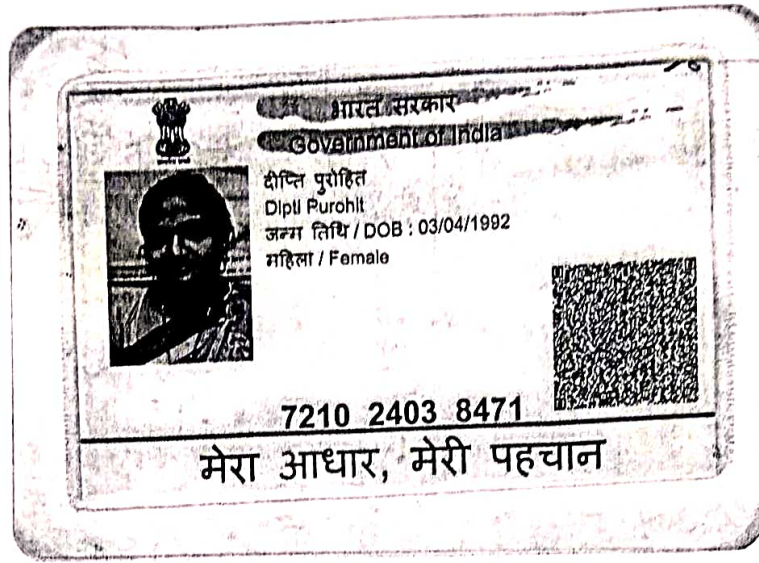 भारत सरकार
Government of India
दीप्ति पुरोहित
Dipti Purohit
जन्म तिथि / DOB : 03/04/1992
महिला / Female
7210 2403 8471
मेरा आधार, मेरी पहचान